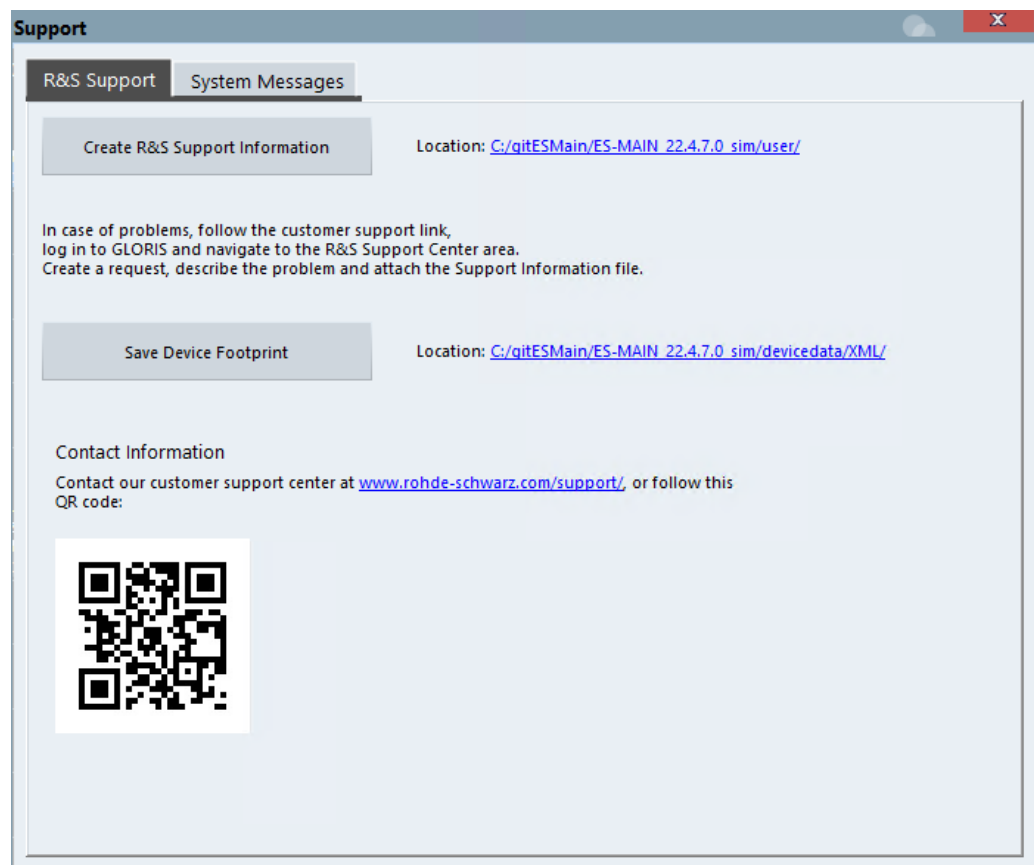 Support
R&S Support
System Messages
Create R&S Support Information
Location: C:/gitESMain/ES-MAIN_22.4.7.0_sim/user/
In case of problems, follow the customer support link,
log in to GLORIS and navigate to the R&S Support Center area.
Create a request, describe the problem and attach the Support Information file.
Save Device Footprint
Location: C:/gitESMain/ES-MAIN_22.4.7.0_sim/devicedata/XML/
Contact Information
Contact our customer support center at www.rohde-schwarz.com/support/, or follow this
QR code: